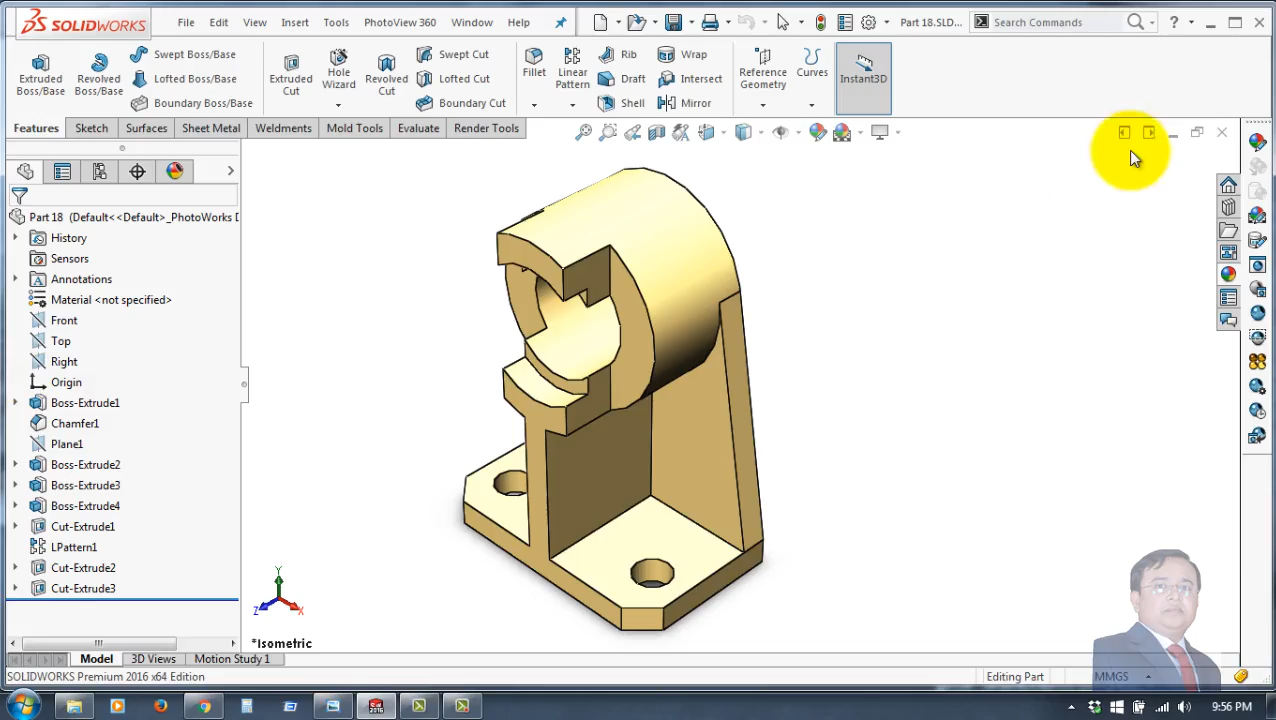 SOLIDWORKS File Edit View Insert Tools PhotoView 360 Window Help Part 18.SLD... Search Commands ?
Extruded Boss/Base Revolved Boss/Base Swept Boss/Base Lofted Boss/Base Boundary Boss/Base Extruded Cut Hole Wizard Revolved Cut Swept Cut Lofted Cut Boundary Cut Fillet Linear Pattern Rib Draft Shell Wrap Intersect Mirror Reference Geometry Curves Instant3D
Features Sketch Surfaces Sheet Metal Weldments Mold Tools Evaluate Render Tools
Part 18 (Default<<Default>_PhotoWorks D
History
Sensors
Annotations
Material <not specified>
Front
Top
Right
Origin
Boss-Extrude1
Chamfer1
Plane1
Boss-Extrude2
Boss-Extrude3
Boss-Extrude4
Cut-Extrude1
LPattern1
Cut-Extrude2
Cut-Extrude3
Y
Z X
*Isometric
Model 3D Views Motion Study 1
SOLIDWORKS Premium 2016 x64 Edition Editing Part MMGS
9:56 PM